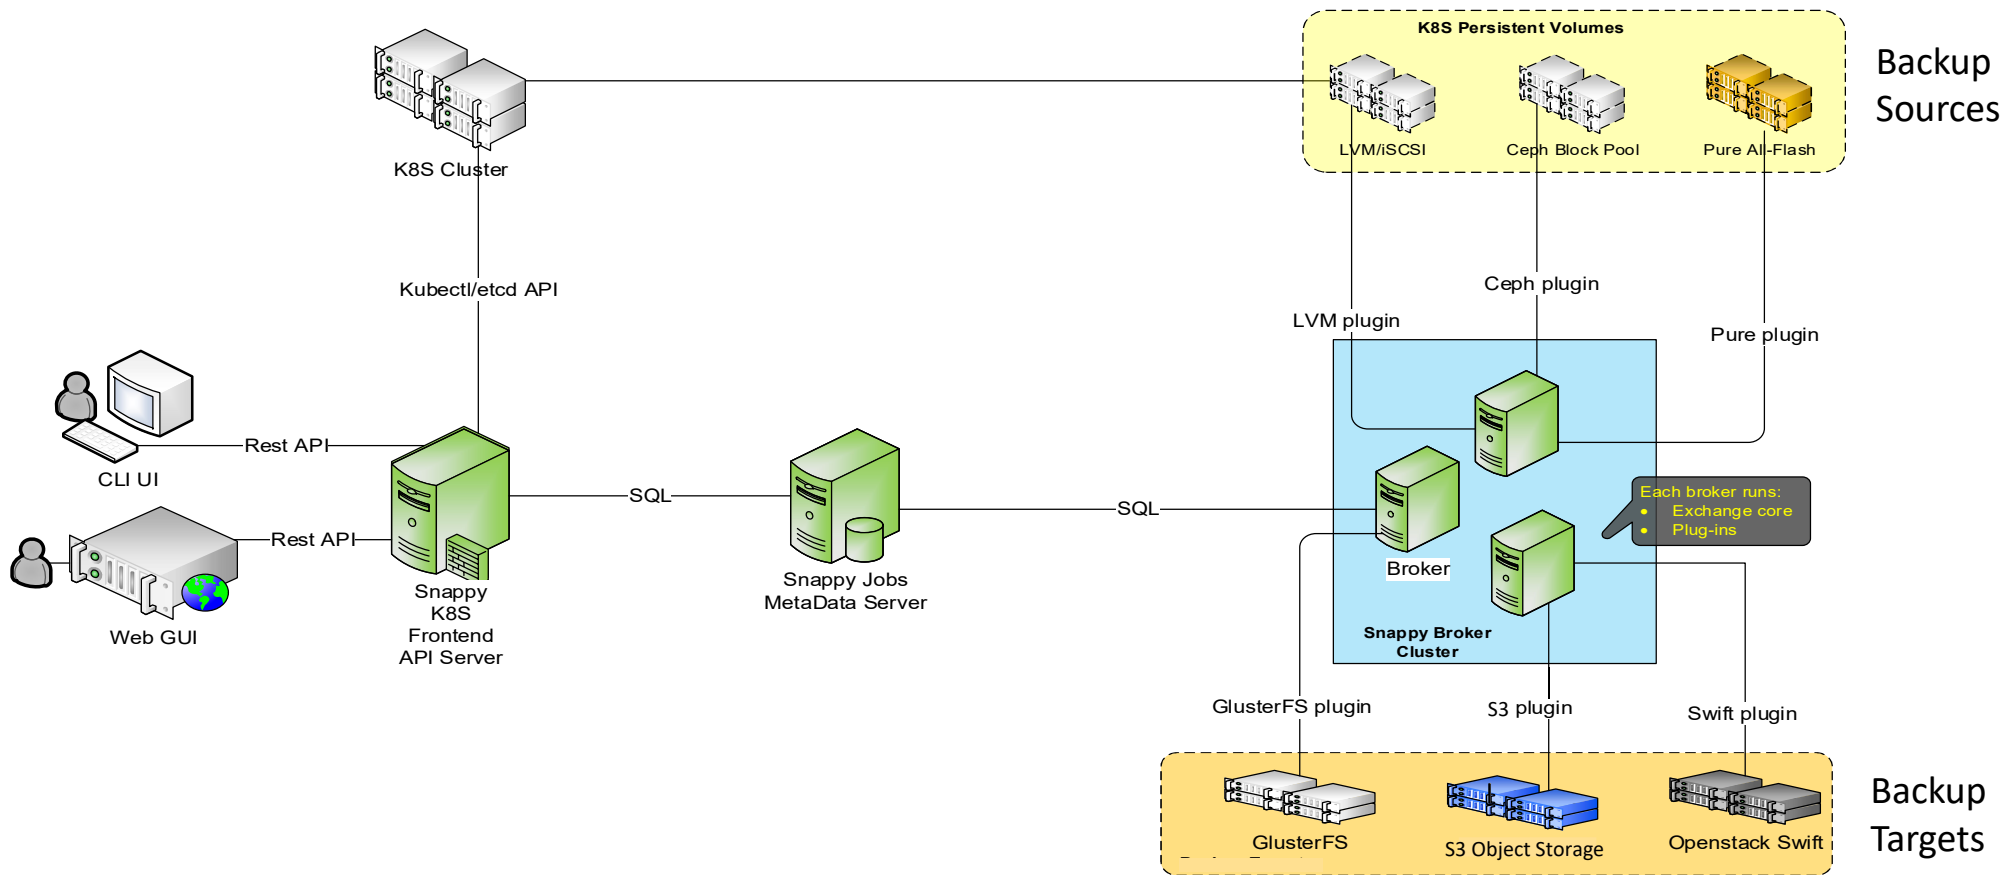 K8S Persistent Volumes
Backup
Sources
LVM/iSCSI
Ceph Block Pool
Pure All-Flash
K8S Cluster
Kubectl/etcd API
Ceph plugin
LVM plugin
Pure plugin
Rest API
CLI UI
SQL
SQL
Each broker runs:
• Exchange core
• Plug-ins
Rest API
Broker
Snappy Jobs
MetaData Server
Snappy
K8S
Frontend
API Server
Web GUI
Snappy Broker
Cluster
GlusterFS plugin
S3 plugin
Swift plugin
Backup
Targets
GlusterFS
S3 Object Storage
Openstack Swift